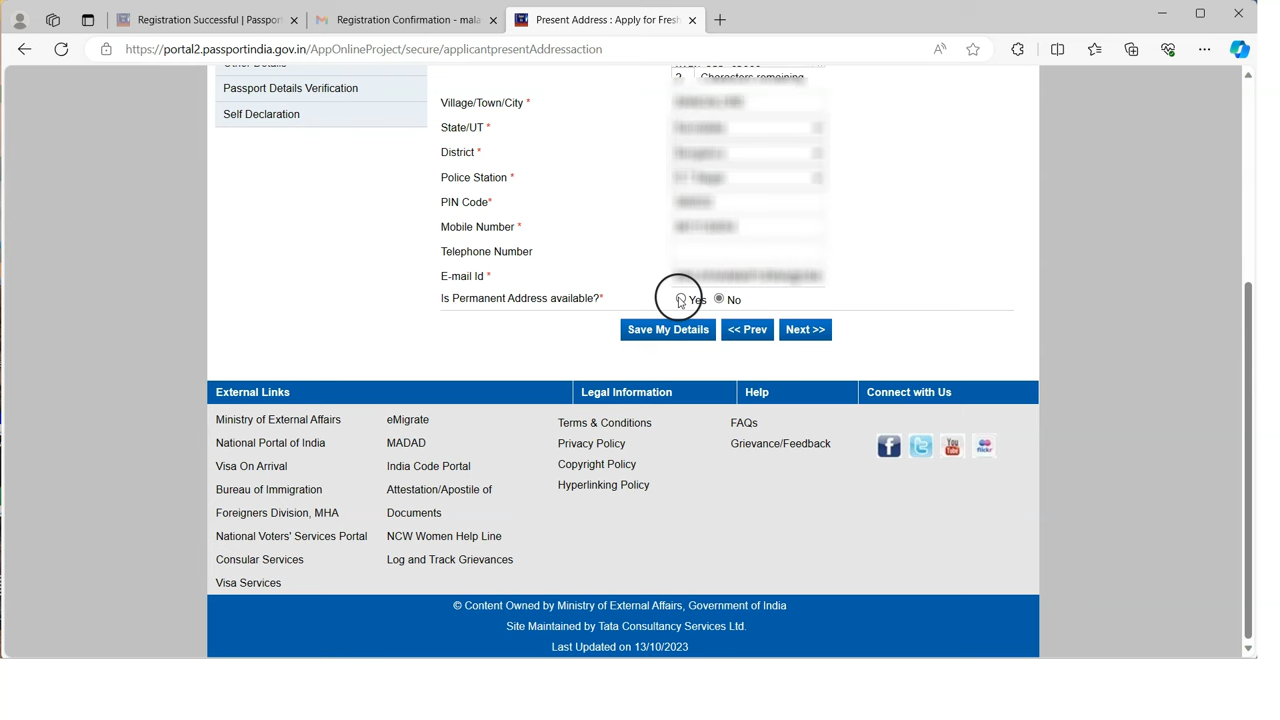 Registration Successful | Passport
Registration Confirmation - mala
Present Address : Apply for Fresh
https://portal2.passportindia.gov.in/AppOnlineProject/secure/applicantpresentAddressaction
Other Details
Characters remaining
Passport Details Verification
Self Declaration
Village/Town/City *
State/UT *
District *
Police Station *
PIN Code*
Mobile Number *
Telephone Number
E-mail Id *
Is Permanent Address available?* Yes No
Save My Details << Prev Next >>
External Links Legal Information Help Connect with Us
Ministry of External Affairs eMigrate Terms & Conditions FAQs
National Portal of India MADAD Privacy Policy Grievance/Feedback
Visa On Arrival India Code Portal Copyright Policy
Bureau of Immigration Attestation/Apostile of Hyperlinking Policy
Foreigners Division, MHA Documents
National Voters' Services Portal NCW Women Help Line
Consular Services Log and Track Grievances
Visa Services
© Content Owned by Ministry of External Affairs, Government of India
Site Maintained by Tata Consultancy Services Ltd.
Last Updated on 13/10/2023